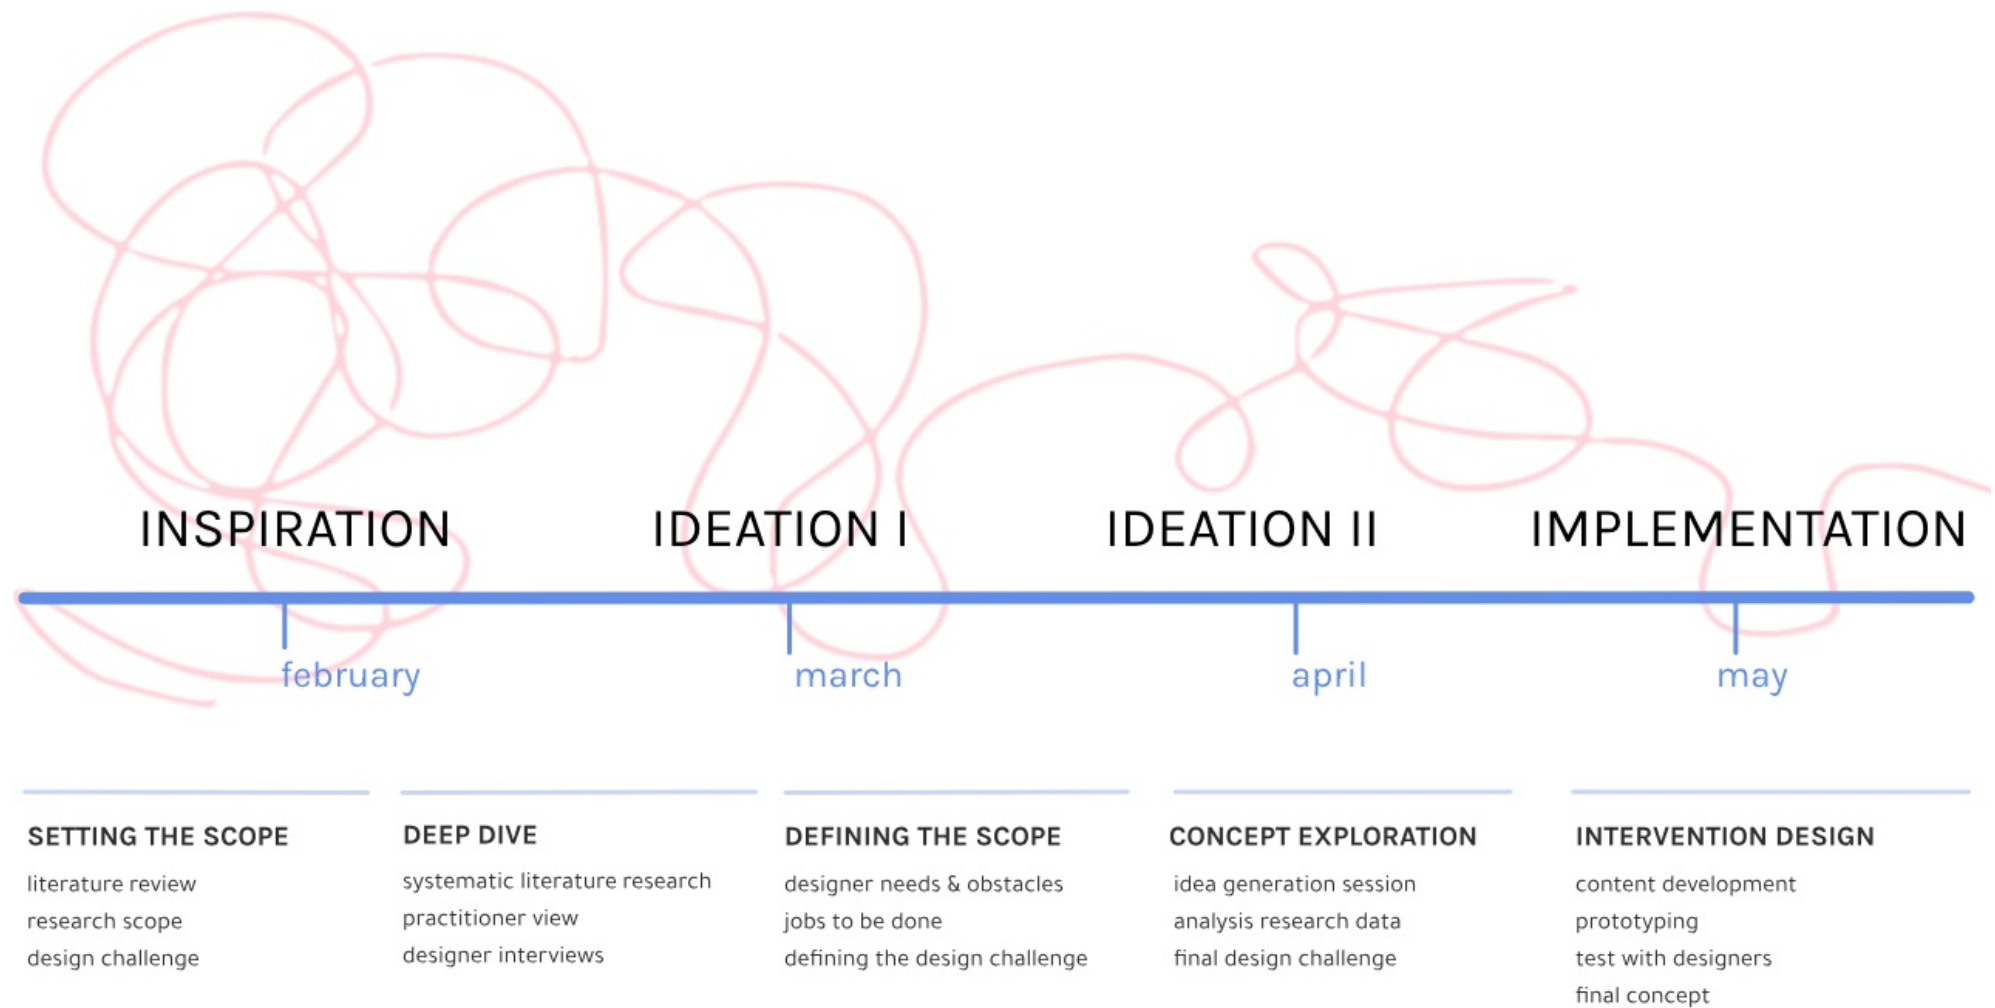 INSPIRATION
IDEATION I
IDEATION II
IMPLEMENTATION
february
march
april
may
SETTING THE SCOPE
literature review
research scope
design challenge
DEEP DIVE
systematic literature research
practitioner view
designer interviews
DEFINING THE SCOPE
designer needs & obstacles
jobs to be done
defining the design challenge
CONCEPT EXPLORATION
idea generation session
analysis research data
final design challenge
INTERVENTION DESIGN
content development
prototyping
test with designers
final concept